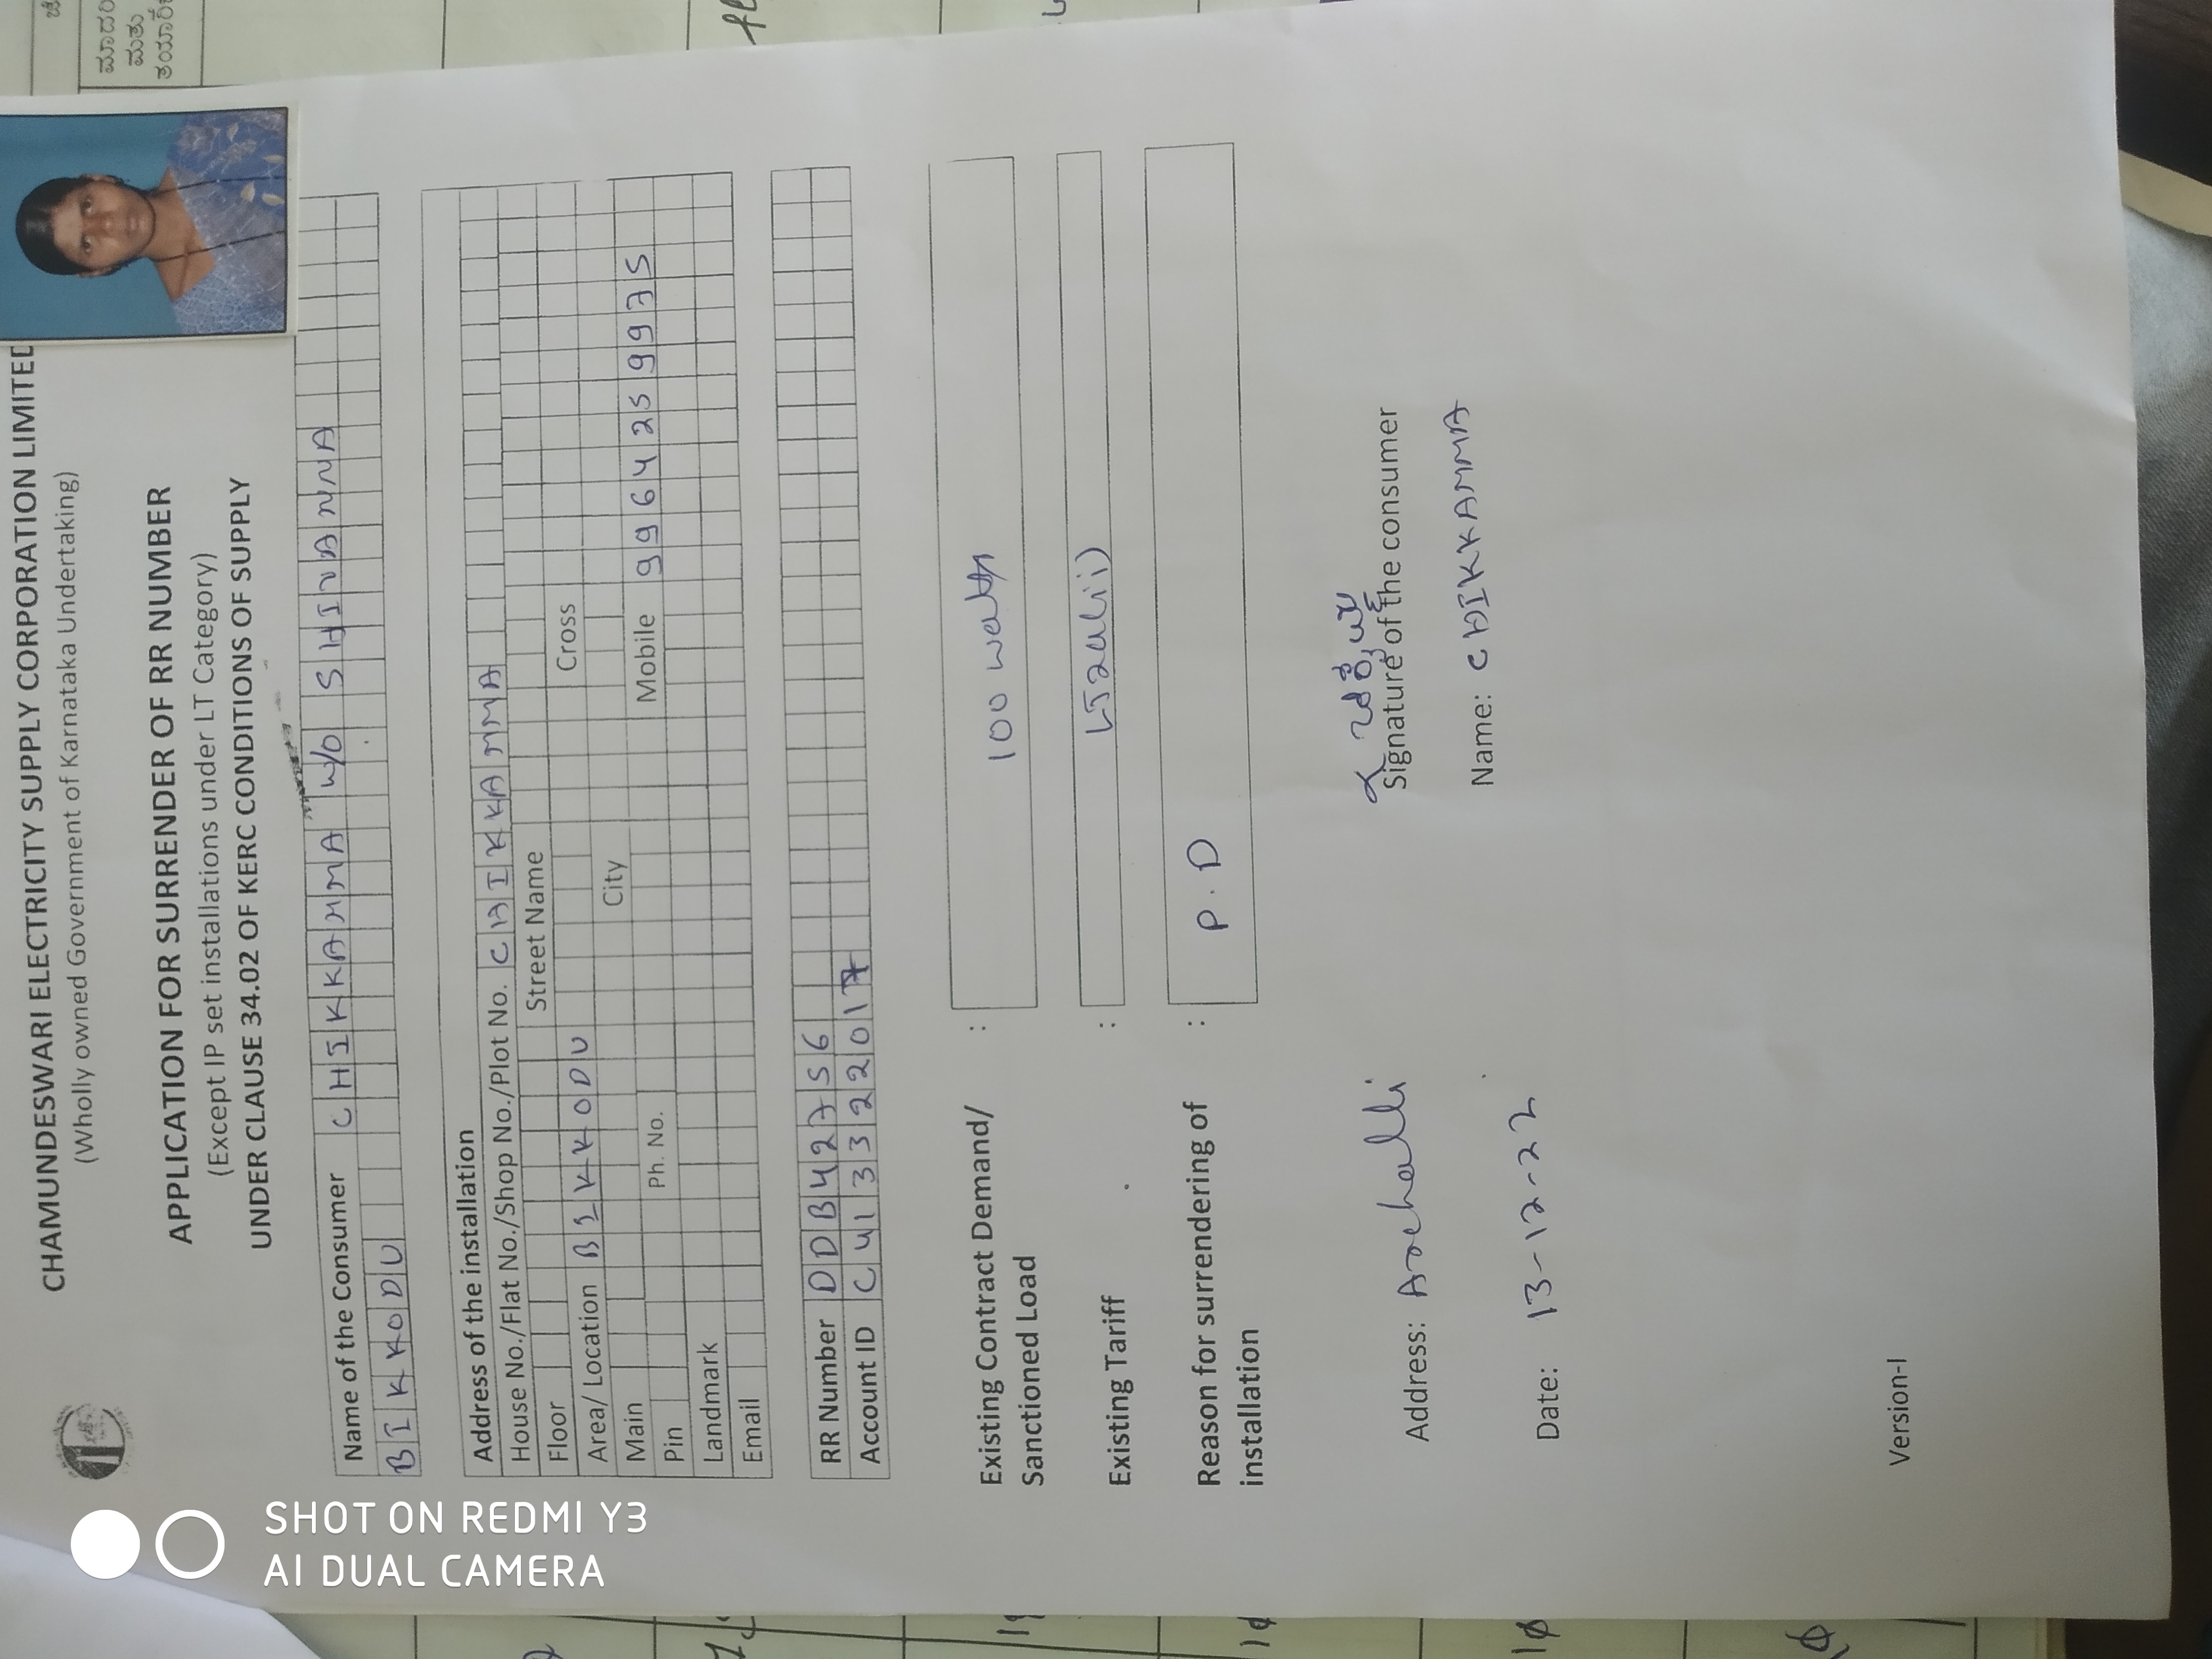 CHAMUNDESWARI ELECTRICITY SUPPLY CORPORATION LIMITED
(Wholly owned Government of Karnataka Undertaking)
APPLICATION FOR SURRENDER OF RR NUMBER
(Except IP set installations under LT Category)
UNDER CLAUSE 34.02 OF KERC CONDITIONS OF SUPPLY
Name of the Consumer CHIKKAMMA W/O SHIVANNA
BIKKODU
Address of the installation
House No./Flat No./Shop No./Plot No. CHIKKAMMA
Floor Street Name
Area/ Location BIKKODU Cross
Main City
Pin Ph. No. Mobile 9964259975
Landmark
Email
RR Number DDB42756
Account ID C4133222017
Existing Contract Demand/ : 100 watts
Sanctioned Load
Existing Tariff :
Reason for surrendering of : P.D
installation
Signature of the consumer
Address: Arehalli
Name: CHIKKAMMA
Date: 13-12-22
Version-I
SHOT ON REDMI Y3
AI DUAL CAMERA